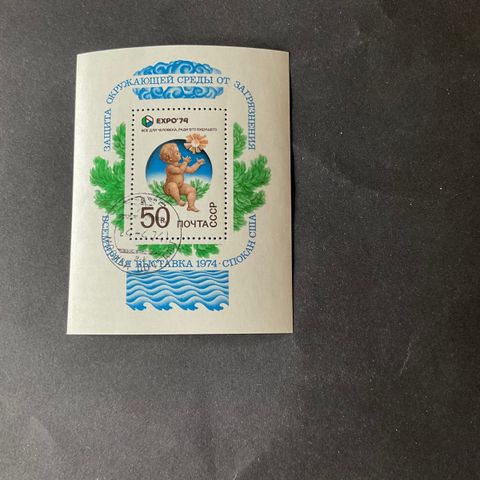 ЗАЩИТА ОКРУЖАЮЩЕЙ СРЕДЫ ОТ ЗАГРЯЗНЕНИЯ
EXPO'74
ВСЕ ДЛЯ ЧЕЛОВЕКА, РАДИ ЕГО БУДУЩЕГО
50
ПОЧТА СССР
ВСЕМИРНАЯ ВЫСТАВКА 1974 · СПОКАН США